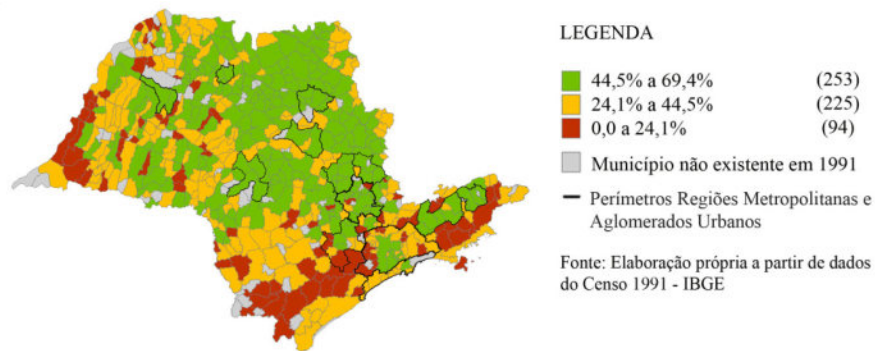 LEGENDA
44,5% a 69,4% (253)
24,1% a 44,5% (225)
0,0 a 24,1% (94)
Município não existente em 1991
Perímetros Regiões Metropolitanas e
Aglomerados Urbanos
Fonte: Elaboração própria a partir de dados
do Censo 1991 - IBGE